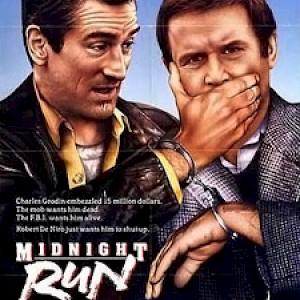 Charles Grodin embezzled 15 million dollars.
The mob wants him dead.
The F.B.I. wants him alive.
Robert De Niro just wants him to shut up.
MIDNIGHT
RUN